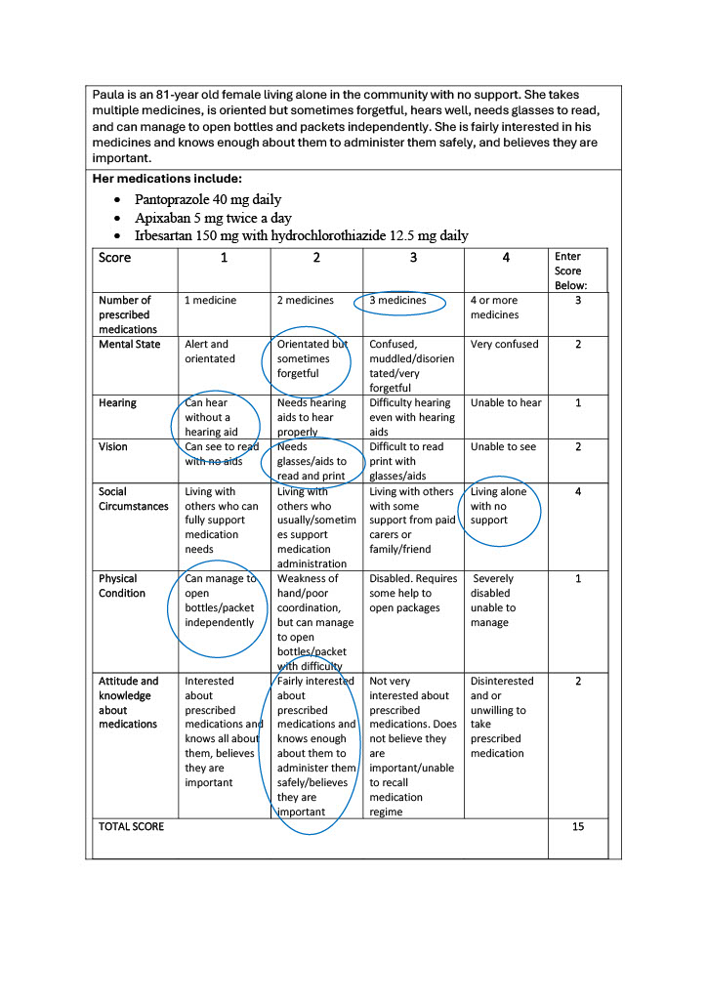 Paula is an 81-year old female living alone in the community with no support. She takes
multiple medicines, is oriented but sometimes forgetful, hears well, needs glasses to read,
and can manage to open bottles and packets independently. She is fairly interested in his
medicines and knows enough about them to administer them safely, and believes they are
important.
Her medications include:
• Pantoprazole 40 mg daily
• Apixaban 5 mg twice a day
• Irbesartan 150 mg with hydrochlorothiazide 12.5 mg daily
Score
1
2
3
4
Enter
Score
Below:
Number of
prescribed
medications
1 medicine
2 medicines
3 medicines
4 or more
medicines
3
Mental State
Alert and
orientated
Orientated but
sometimes
forgetful
Confused,
muddled/disorien
tated/very
forgetful
Very confused
2
Hearing
Can hear
without a
hearing aid
Needs hearing
aids to hear
properly
Difficulty hearing
even with hearing
aids
Unable to hear
1
Vision
Can see to read
with no aids
Needs
glasses/aids to
read and print
Difficult to read
print with
glasses/aids
Unable to see
2
Social
Circumstances
Living with
others who can
fully support
medication
needs
Living with
others who
usually/sometim
es support
medication
administration
Living with others
with some
support from paid
carers or
family/friend
Living alone
with no
support
4
Physical
Condition
Can manage to
open
bottles/packet
independently
Weakness of
hand/poor
coordination,
but can manage
to open
bottles/packet
with difficulty
Disabled. Requires
some help to
open packages
Severely
disabled
unable to
manage
1
Attitude and
knowledge
about
medications
Interested
about
prescribed
medications and
knows all about
them, believes
they are
important
Fairly interested
about
prescribed
medications and
knows enough
about them to
administer them
safely/believes
they are
important
Not very
interested about
prescribed
medications. Does
not believe they
are
important/unable
to recall
medication
regime
Disinterested
and or
unwilling to
take
prescribed
medication
2
TOTAL SCORE
15